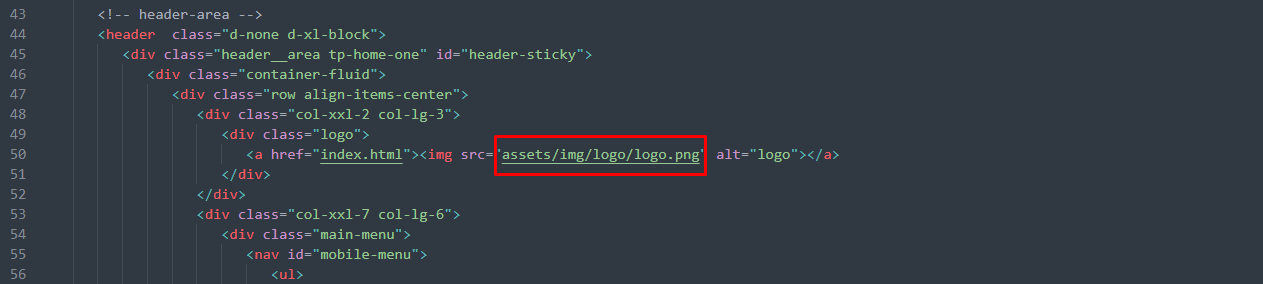 43 <!-- header-area -->
44 <header  class="d-none d-xl-block">
45 <div class="header__area tp-home-one" id="header-sticky">
46 <div class="container-fluid">
47 <div class="row align-items-center">
48 <div class="col-xxl-2 col-lg-3">
49 <div class="logo">
50 <a href="index.html"><img src="assets/img/logo/logo.png" alt="logo"></a>
51 </div>
52 </div>
53 <div class="col-xxl-7 col-lg-6">
54 <div class="main-menu">
55 <nav id="mobile-menu">
56 <ul>